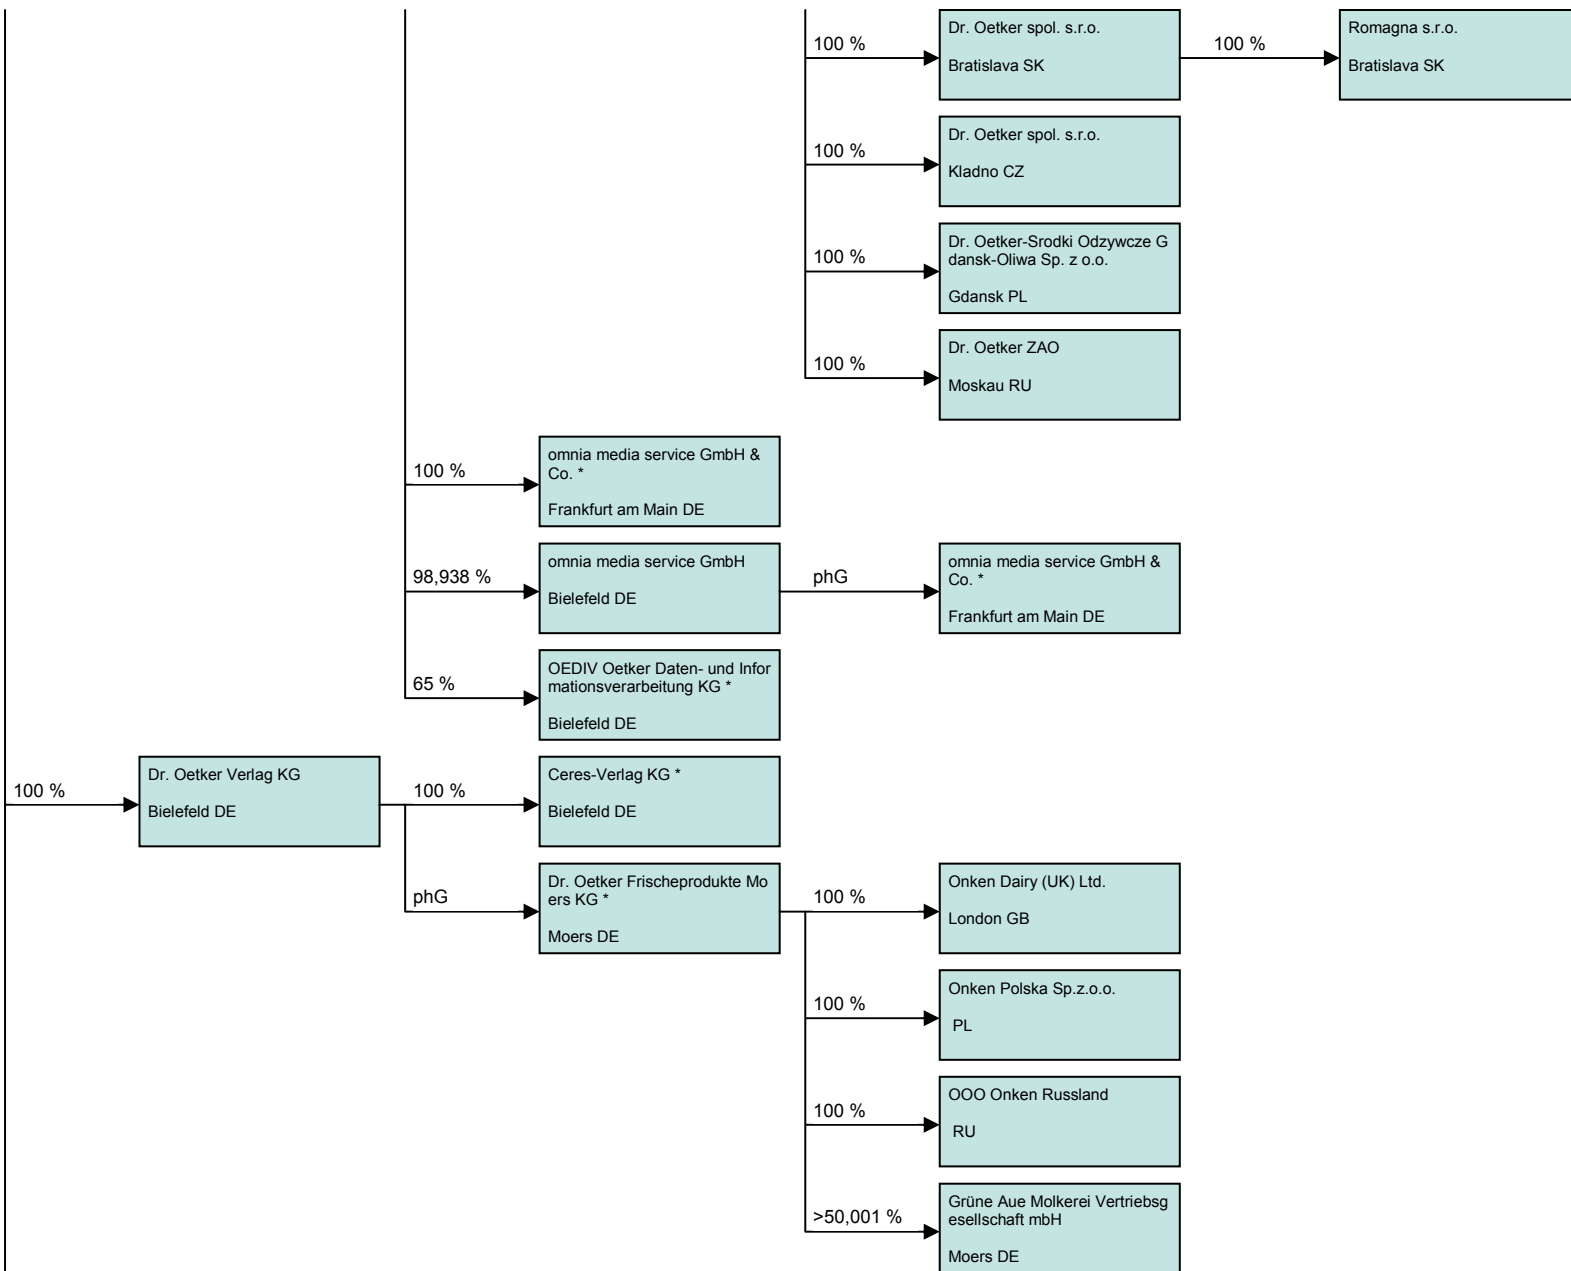 100 %
Dr. Oetker spol. s.r.o.
Bratislava SK
100 %
Romagna s.r.o.
Bratislava SK
100 %
Dr. Oetker spol. s.r.o.
Kladno CZ
100 %
Dr. Oetker-Srodki Odzywcze G
dansk-Oliwa Sp. z o.o.
Gdansk PL
100 %
Dr. Oetker ZAO
Moskau RU
100 %
omnia media service GmbH &
Co. *
Frankfurt am Main DE
98,938 %
omnia media service GmbH
Bielefeld DE
phG
omnia media service GmbH &
Co. *
Frankfurt am Main DE
65 %
OEDIV Oetker Daten- und Infor
mationsverarbeitung KG *
Bielefeld DE
100 %
Dr. Oetker Verlag KG
Bielefeld DE
100 %
Ceres-Verlag KG *
Bielefeld DE
phG
Dr. Oetker Frischeprodukte Mo
ers KG *
Moers DE
100 %
Onken Dairy (UK) Ltd.
London GB
100 %
Onken Polska Sp.z.o.o.
PL
100 %
OOO Onken Russland
RU
>50,001 %
Grüne Aue Molkerei Vertriebsg
esellschaft mbH
Moers DE